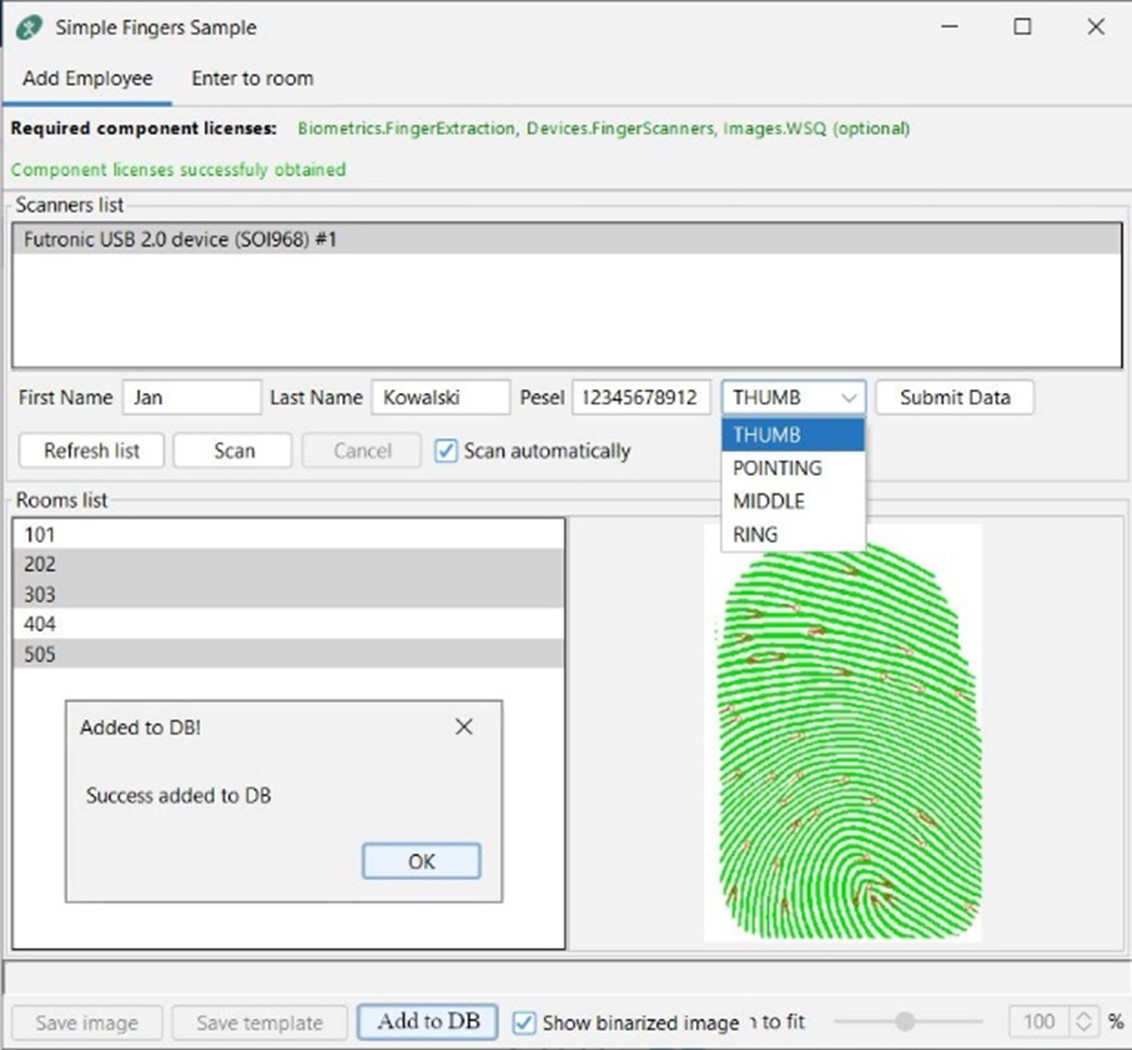 Simple Fingers Sample
Add Employee Enter to room
Required component licenses: Biometrics.FingerExtraction, Devices.FingerScanners, Images.WSQ (optional)
Component licenses successfuly obtained
Scanners list
Futronic USB 2.0 device (SOI968) #1
First Name Jan Last Name Kowalski Pesel 12345678912 THUMB Submit Data
THUMB
POINTING
MIDDLE
RING
Refresh list Scan Cancel Scan automatically
Rooms list
101
202
303
404
505
Added to DB!
Success added to DB
OK
Save image Save template Add to DB Show binarized image to fit 100 %